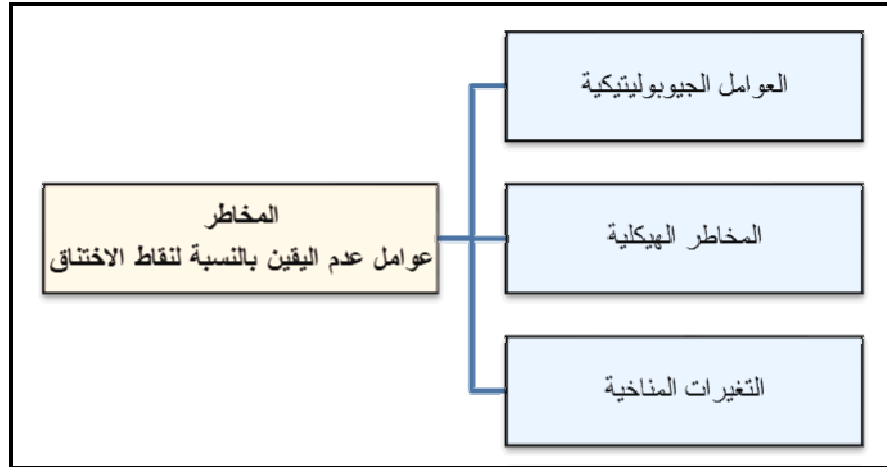 المخاطر
عوامل عدم اليقين بالنسبة لنقاط الاختناق
العوامل الجيوبوليتيكية
المخاطر الهيكلية
التغيرات المناخية